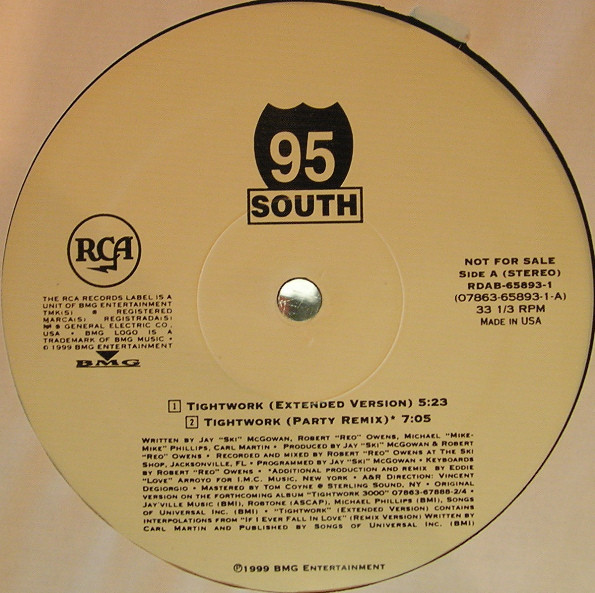 95
SOUTH
RCA
THE RCA RECORDS LABEL IS A
UNIT OF BMG ENTERTAINMENT
TMK(S) ® REGISTERED
MARCA(S) REGISTRADA(S)
GENERAL ELECTRIC CO.,
USA • BMG LOGO IS A
TRADEMARK OF BMG MUSIC •
© 1999 BMG ENTERTAINMENT
BMG
NOT FOR SALE
SIDE A (STEREO)
RDAB-65893-1
(07863-65893-1-A)
33 1/3 RPM
MADE IN USA
1 TIGHTWORK (EXTENDED VERSION) 5:23
2 TIGHTWORK (PARTY REMIX)* 7:05
WRITTEN BY JAY "SKI" MCGOWAN, ROBERT "REO" OWENS, MICHAEL "MIKE-
MIKE" PHILLIPS, CARL MARTIN • PRODUCED BY JAY "SKI" MCGOWAN & ROBERT
"REO" OWENS • RECORDED AND MIXED BY ROBERT "REO" OWENS AT THE SKI
SHOP, JACKSONVILLE, FL • PROGRAMMED BY JAY "SKI" MCGOWAN • KEYBOARDS
BY ROBERT "REO" OWENS • *ADDITIONAL PRODUCTION AND REMIX BY EDDIE
"LOVE" ARROYO FOR I.M.C. MUSIC, NEW YORK • A&R DIRECTION: VINCENT
DEGIORGIO • MASTERED BY TOM COYNE @ STERLING SOUND, NY • ORIGINAL
VERSION ON THE FORTHCOMING ALBUM "TIGHTWORK 3000" 07863-67888-2/4 •
JAY'VILLE MUSIC (BMI), ROBTONE (ASCAP), MICHAEL PHILLIPS (BMI), SONGS
OF UNIVERSAL INC. (BMI) • "TIGHTWORK" (EXTENDED VERSION) CONTAINS
INTERPOLATIONS FROM "IF I EVER FALL IN LOVE" (REMIX VERSION) WRITTEN BY
CARL MARTIN AND PUBLISHED BY SONGS OF UNIVERSAL INC. (BMI)
℗1999 BMG ENTERTAINMENT